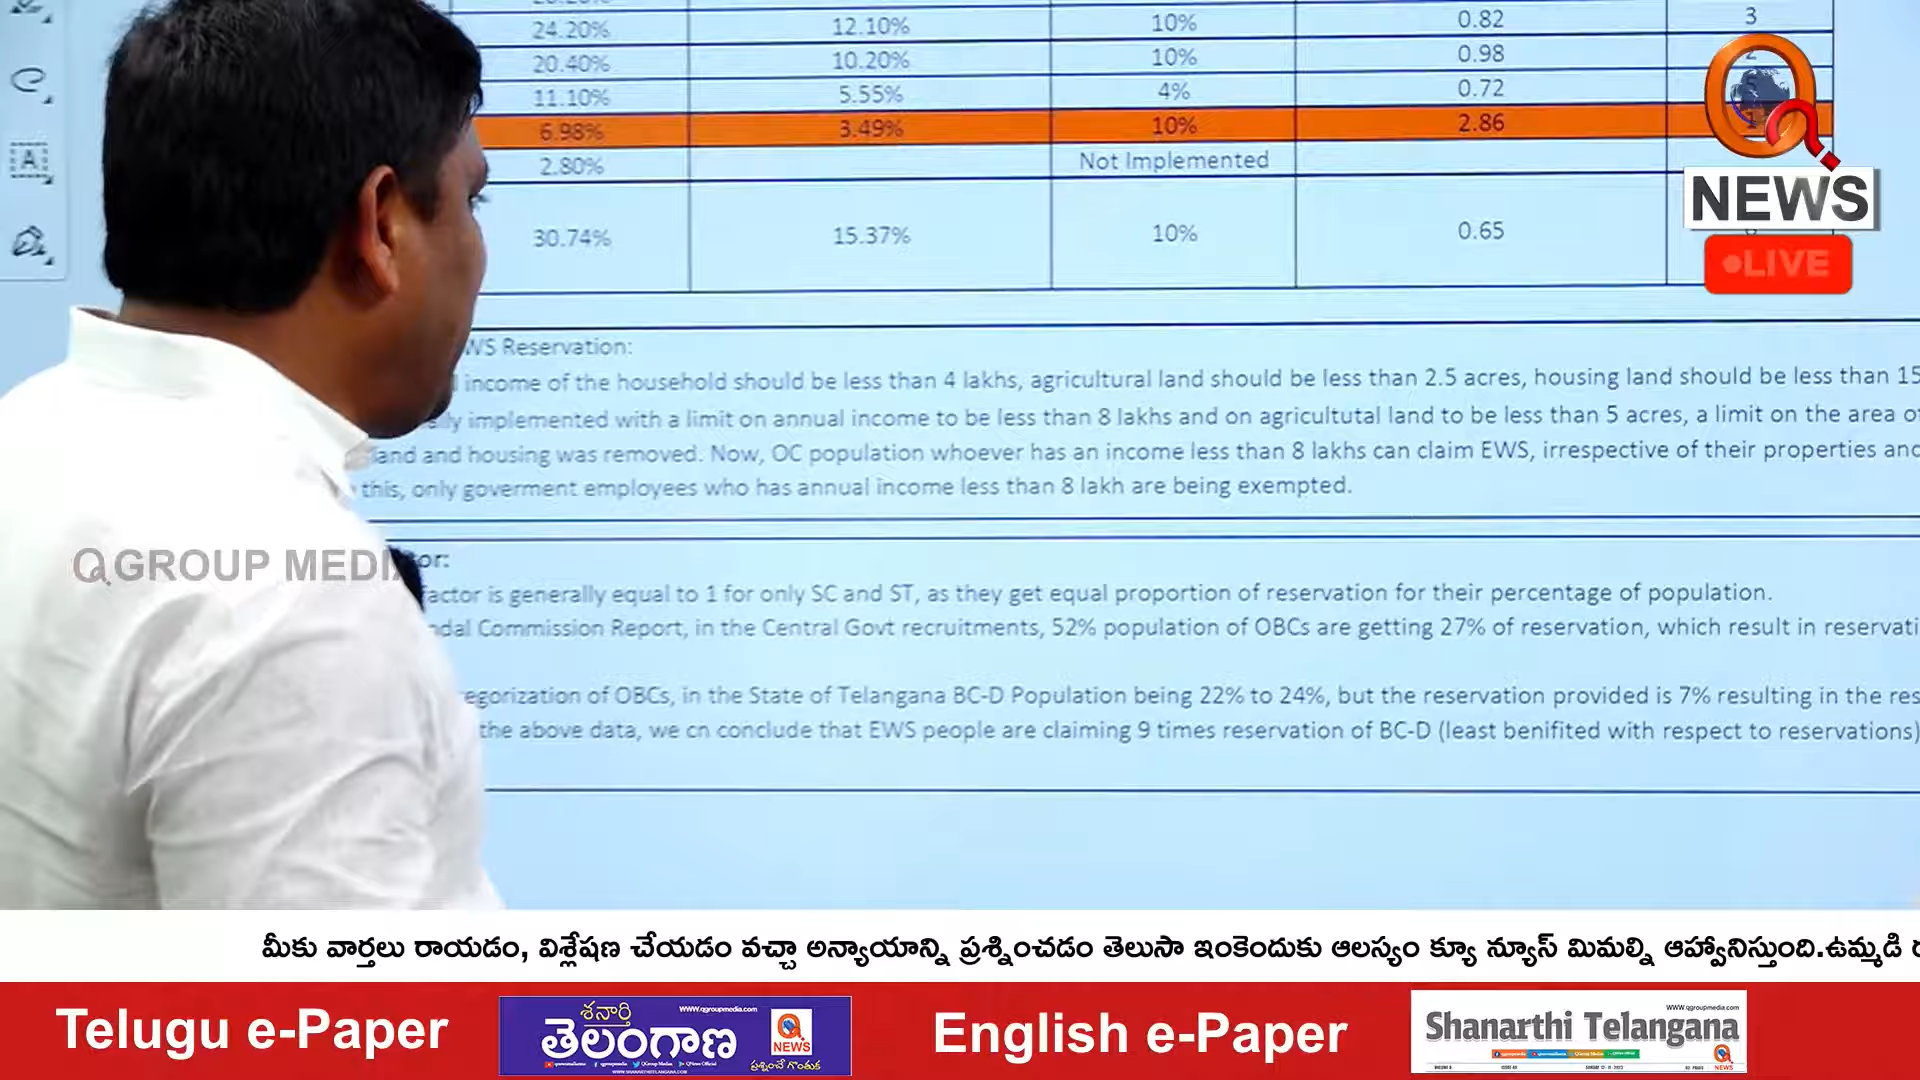 24.20% 12.10% 10% 0.82 3
20.40% 10.20% 10% 0.98
11.10% 5.55% 4% 0.72
6.98% 3.49% 10% 2.86 1
2.80% Not Implemented
30.74% 15.37% 10% 0.65
NEWS
LIVE
WS Reservation:
income of the household should be less than 4 lakhs, agricultural land should be less than 2.5 acres, housing land should be less than 15
ly implemented with a limit on annual income to be less than 8 lakhs and on agricultutal land to be less than 5 acres, a limit on the area of
land and housing was removed. Now, OC population whoever has an income less than 8 lakhs can claim EWS, irrespective of their properties and
this, only goverment employees who has annual income less than 8 lakh are being exempted.
QGROUP MEDIA
or:
factor is generally equal to 1 for only SC and ST, as they get equal proportion of reservation for their percentage of population.
ndal Commission Report, in the Central Govt recruitments, 52% population of OBCs are getting 27% of reservation, which result in reservati
egorization of OBCs, in the State of Telangana BC-D Population being 22% to 24%, but the reservation provided is 7% resulting in the res
the above data, we cn conclude that EWS people are claiming 9 times reservation of BC-D (least benifited with respect to reservations)
మీకు వార్తలు రాయడం, విశ్లేషణ చేయడం వచ్చా అన్యాయాన్ని ప్రశ్నించడం తెలుసా ఇంకెందుకు ఆలస్యం క్యూ న్యూస్ మిమల్ని ఆహ్వానిస్తుంది.ఉమ్మడి
Telugu e-Paper
శనార్తి
www.qgroupmedia.com
తెలంగాణ
NEWS
ప్రశ్నించే గొంతుక
English e-Paper
www.qgroupmedia.com
Shanarthi Telangana
NEWS